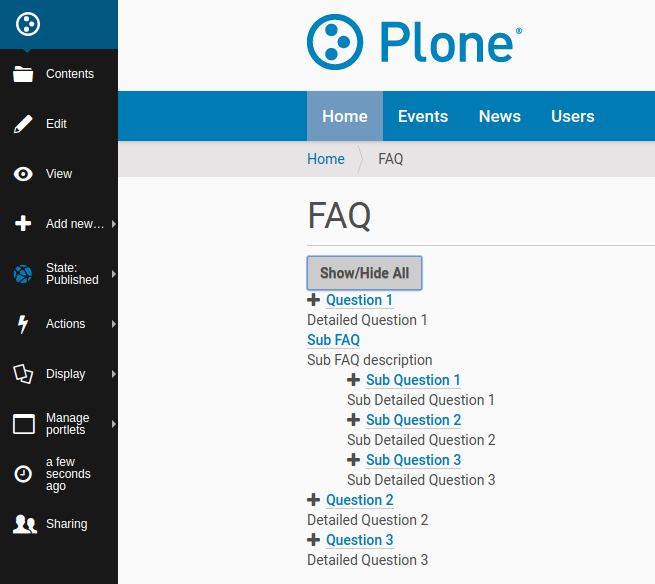 Plone®
Home Events News Users
Home FAQ
Contents
Edit
View
Add new...
State:
Published
Actions
Display
Manage
portlets
a few
seconds
ago
Sharing
FAQ
Show/Hide All
Question 1
Detailed Question 1
Sub FAQ
Sub FAQ description
Sub Question 1
Sub Detailed Question 1
Sub Question 2
Sub Detailed Question 2
Sub Question 3
Sub Detailed Question 3
Question 2
Detailed Question 2
Question 3
Detailed Question 3